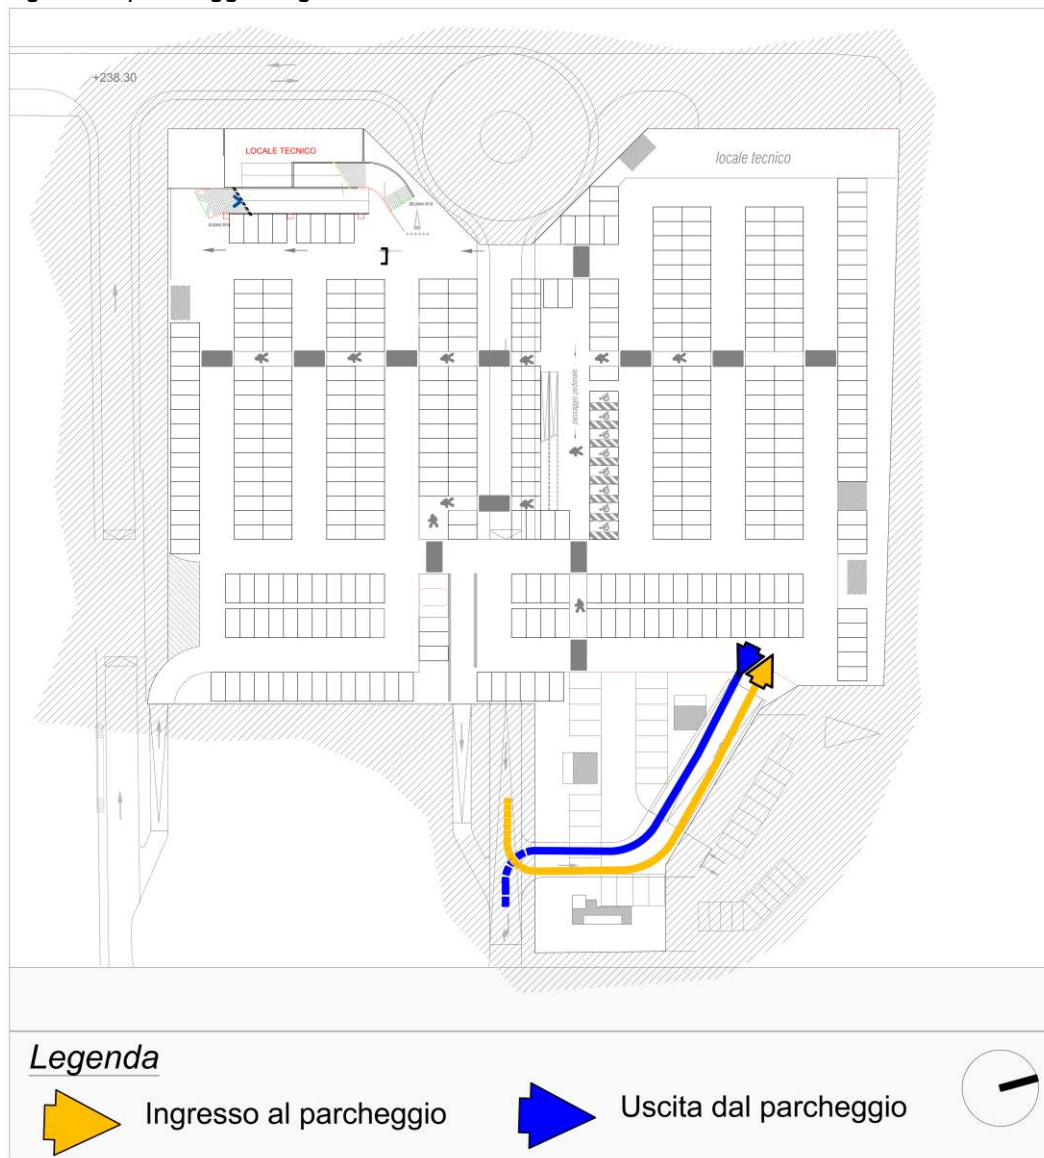 +238.30
LOCALE TECNICO
locale tecnico
passaggio pedonale
Legenda
Ingresso al parcheggio
Uscita dal parcheggio